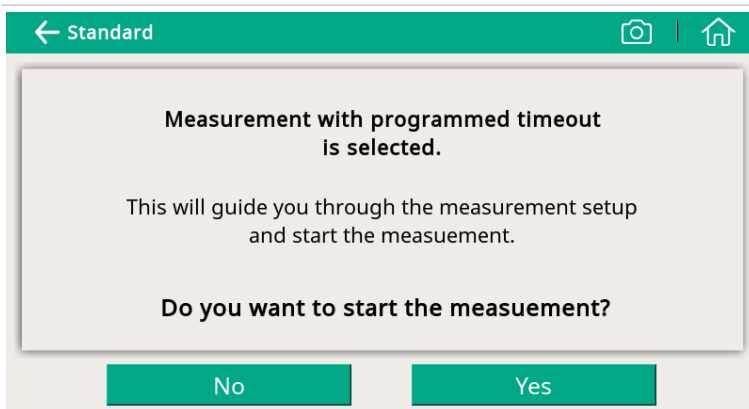 Standard
Measurement with programmed timeout
is selected.
This will guide you through the measurement setup
and start the measuement.
Do you want to start the measuement?
No
Yes